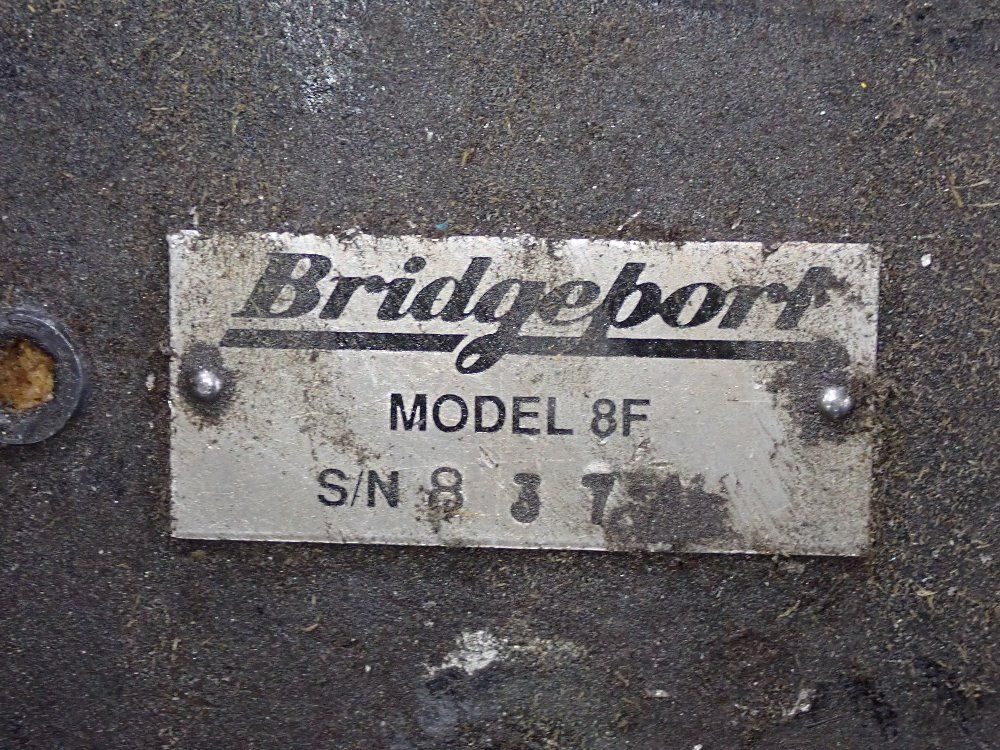 Bridgeport
MODEL 8F
S/N 8 3 7